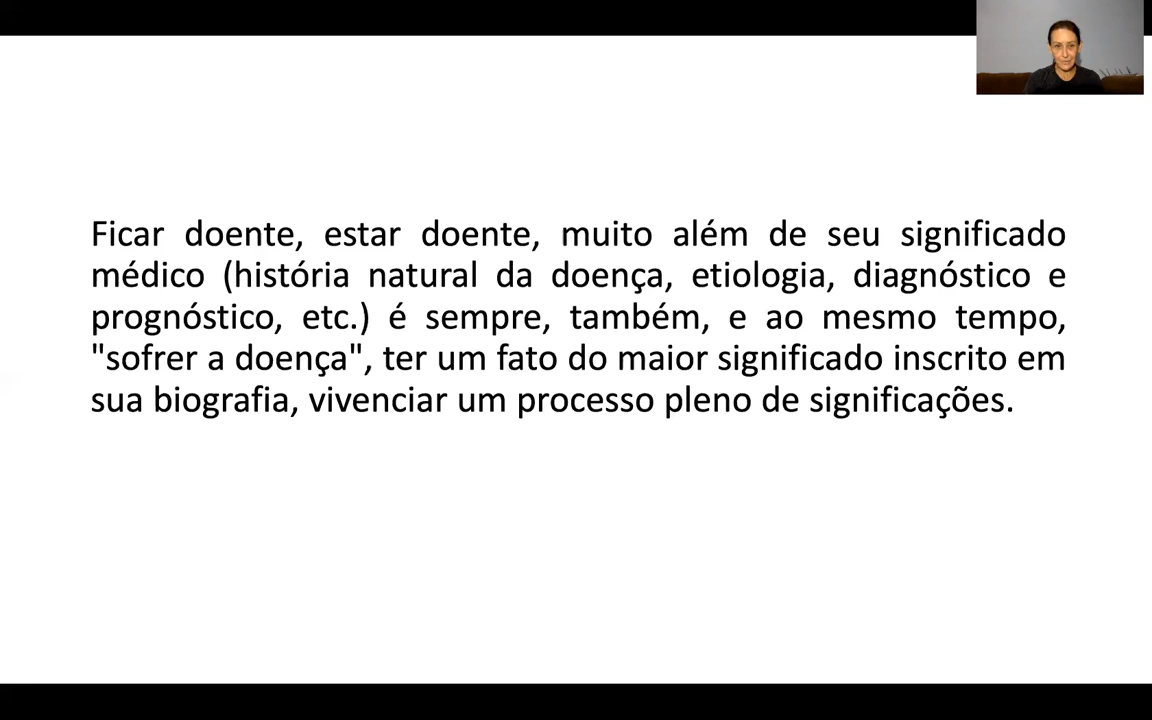 Ficar doente, estar doente, muito além de seu significado
médico (história natural da doença, etiologia, diagnóstico e
prognóstico, etc.) é sempre, também, e ao mesmo tempo,
"sofrer a doença", ter um fato do maior significado inscrito em
sua biografia, vivenciar um processo pleno de significações.